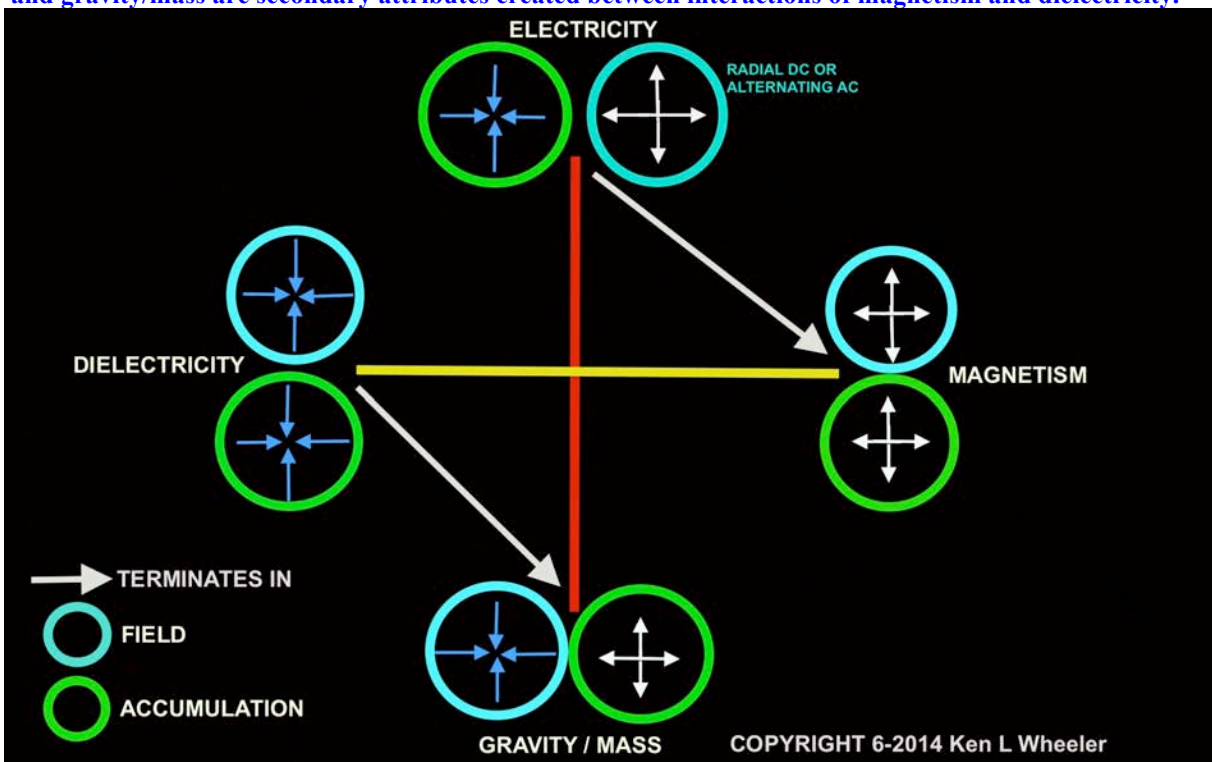 and gravity/mass are secondary attributes created between interactions of magnetism and dielectricity.
ELECTRICITY
RADIAL DC OR
ALTERNATING AC
DIELECTRICITY
MAGNETISM
TERMINATES IN
FIELD
ACCUMULATION
GRAVITY / MASS
COPYRIGHT 6-2014 Ken L Wheeler